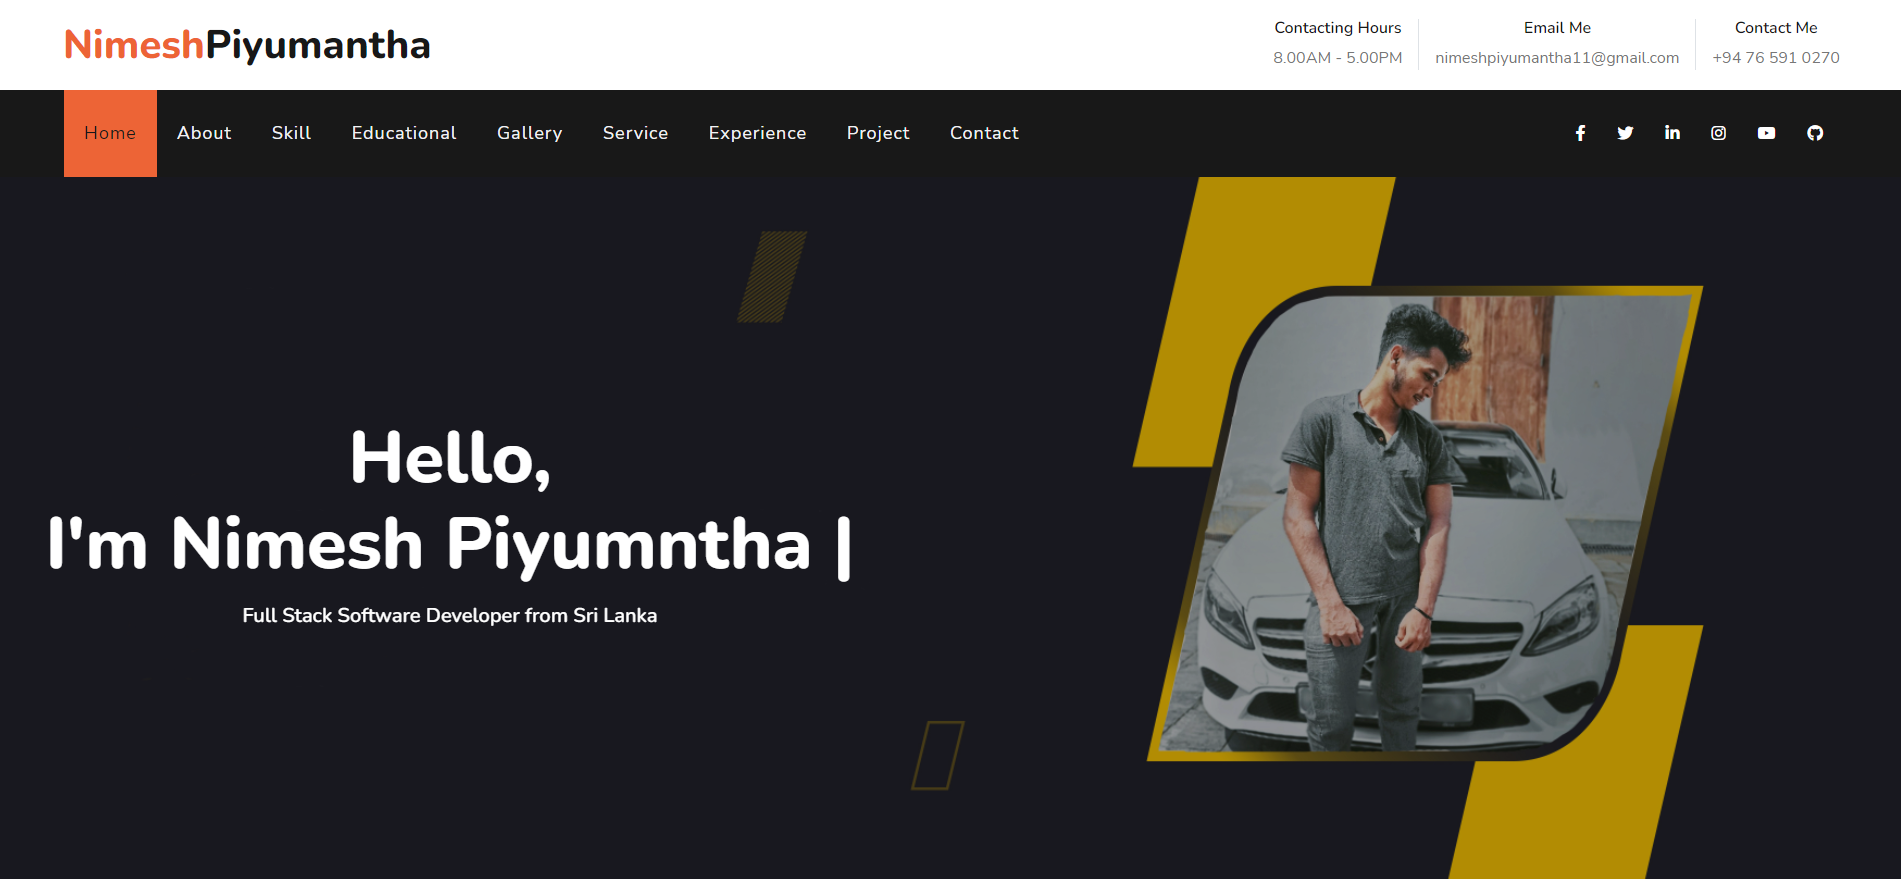 NimeshPiyumantha
Contacting Hours
8.00AM - 5.00PM
Email Me
nimeshpiyumantha11@gmail.com
Contact Me
+94 76 591 0270
Home About Skill Educational Gallery Service Experience Project Contact
Hello,
I'm Nimesh Piyumntha |
Full Stack Software Developer from Sri Lanka